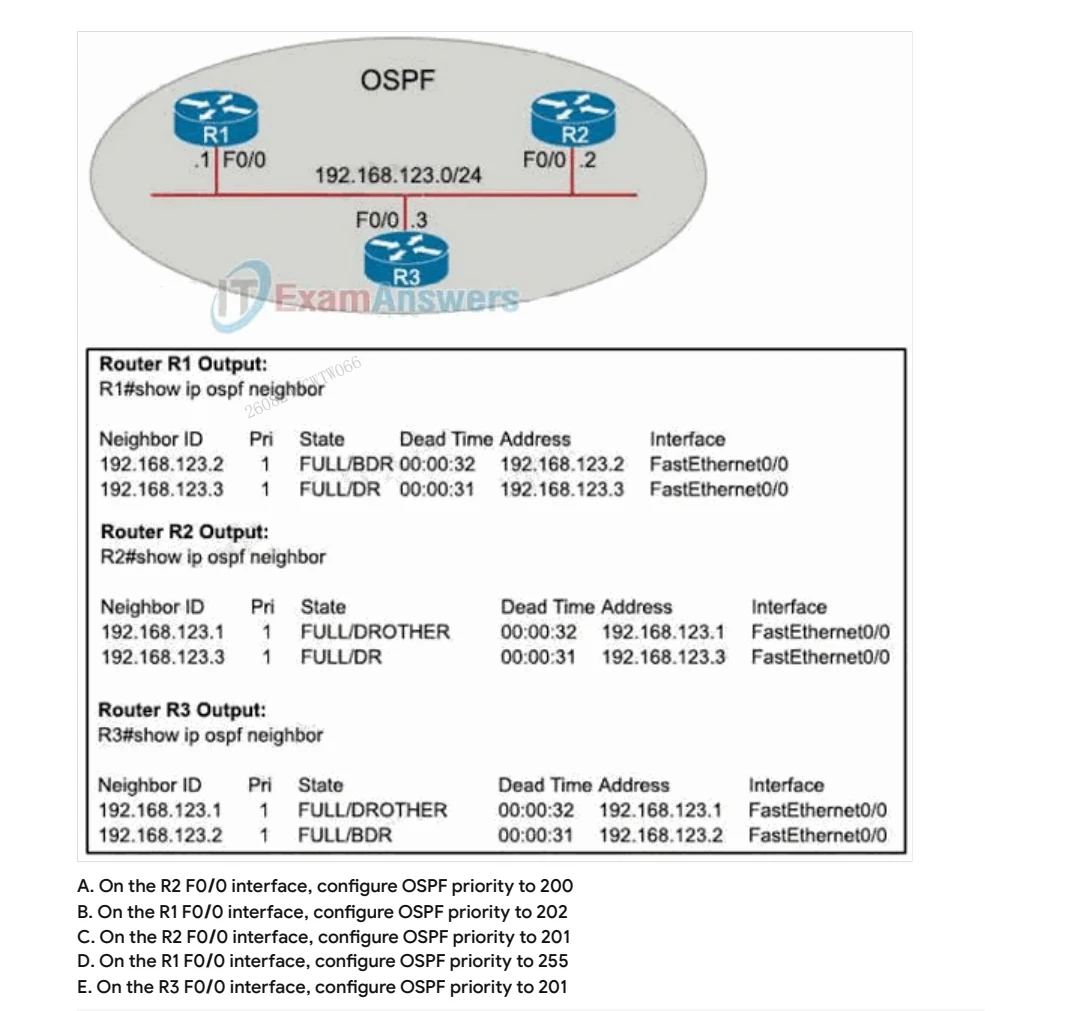 OSPF
R1
R2
.1 F0/0
F0/0 .2
192.168.123.0/24
F0/0 .3
R3
IT ExamAnswers
Router R1 Output:
R1#show ip ospf neighbor
Neighbor ID Pri State Dead Time Address Interface
192.168.123.2 1 FULL/BDR 00:00:32 192.168.123.2 FastEthernet0/0
192.168.123.3 1 FULL/DR 00:00:31 192.168.123.3 FastEthernet0/0
Router R2 Output:
R2#show ip ospf neighbor
Neighbor ID Pri State Dead Time Address Interface
192.168.123.1 1 FULL/DROTHER 00:00:32 192.168.123.1 FastEthernet0/0
192.168.123.3 1 FULL/DR 00:00:31 192.168.123.3 FastEthernet0/0
Router R3 Output:
R3#show ip ospf neighbor
Neighbor ID Pri State Dead Time Address Interface
192.168.123.1 1 FULL/DROTHER 00:00:32 192.168.123.1 FastEthernet0/0
192.168.123.2 1 FULL/BDR 00:00:31 192.168.123.2 FastEthernet0/0
A. On the R2 F0/0 interface, configure OSPF priority to 200
B. On the R1 F0/0 interface, configure OSPF priority to 202
C. On the R2 F0/0 interface, configure OSPF priority to 201
D. On the R1 F0/0 interface, configure OSPF priority to 255
E. On the R3 F0/0 interface, configure OSPF priority to 201